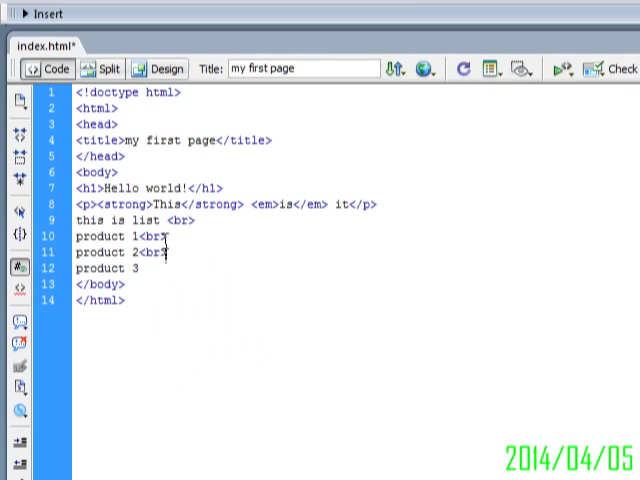 Insert
index.html*
Code Split Design Title: my first page Check
1 <!doctype html>
2 <html>
3 <head>
4 <title>my first page</title>
5 </head>
6 <body>
7 <h1>Hello world!</h1>
8 <p><strong>This</strong> <em>is</em> it</p>
9 this is list <br>
10 product 1<br>
11 product 2<br>
12 product 3
13 </body>
14 </html>
2014/04/05